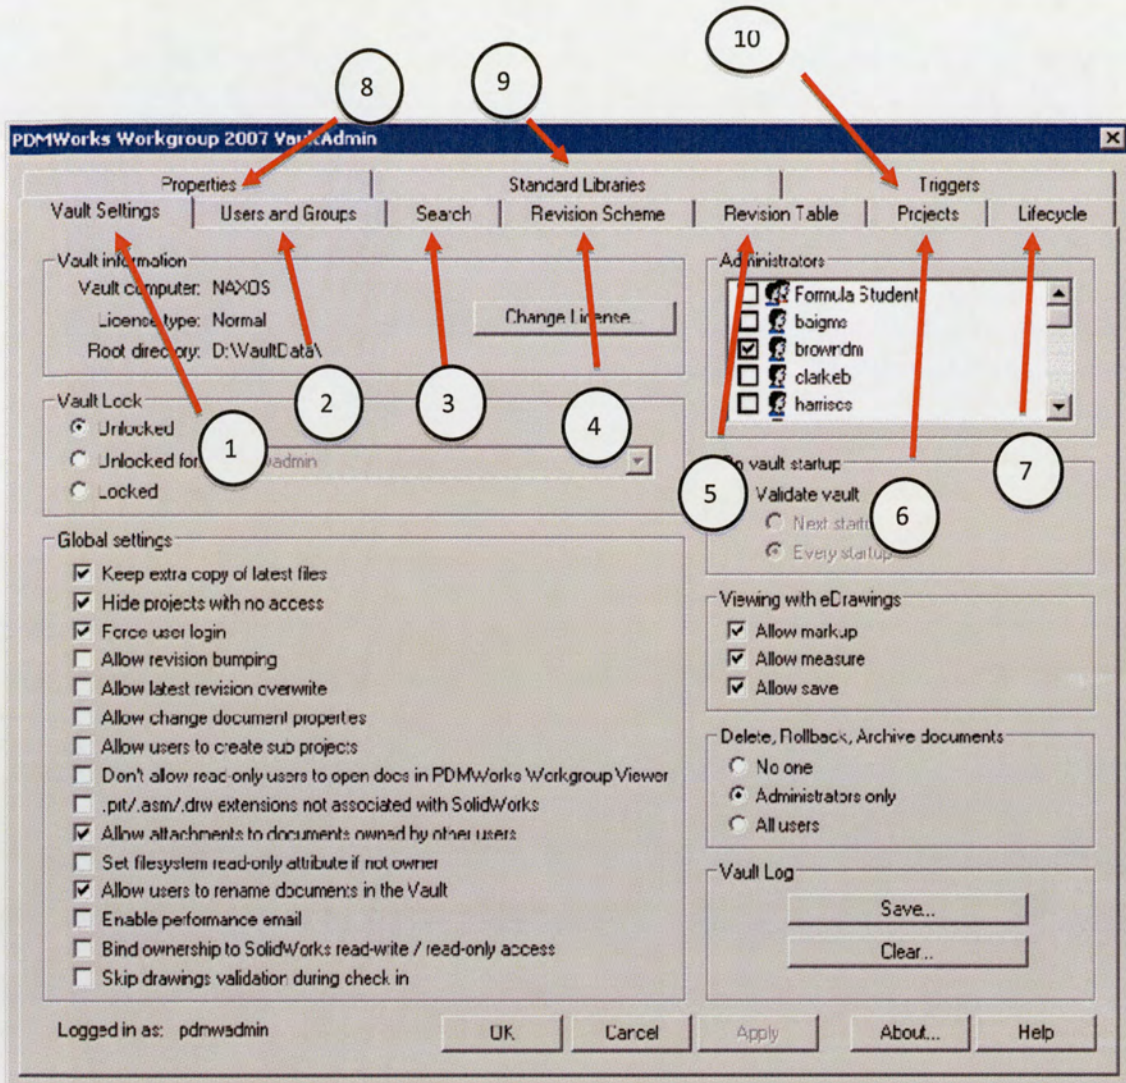 10
8
9
PDMWorks Workgroup 2007 VaultAdmin
Properties Standard Libraries Triggers
Vault Settings Users and Groups Search Revision Scheme Revision Table Projects Lifecycle
Vault information
Vault computer: NAXOS
License type: Normal
Change License...
Root directory: D:\VaultData\
Administrators
Formula Student
baigms
browndm
clarkeb
harriscs
2
3
4
1
5
6
7
Vault Lock
Unlocked
Unlocked for
Locked
On vault startup
Validate vault
Next startup
Every startup
Global settings
Keep extra copy of latest files
Hide projects with no access
Force user login
Allow revision bumping
Allow latest revision overwrite
Allow change document properties
Allow users to create sub projects
Don't allow read-only users to open docs in PDMWorks Workgroup Viewer
.prt/.asm/.drw extensions not associated with SolidWorks
Allow attachments to documents owned by other users
Set filesystem read-only attribute if not owner
Allow users to rename documents in the Vault
Enable performance email
Bind ownership to SolidWorks read-write / read-only access
Skip drawings validation during check in
Viewing with eDrawings
Allow markup
Allow measure
Allow save
Delete, Rollback, Archive documents
No one
Administrators only
All users
Vault Log
Save...
Clear...
Logged in as: pdmwadmin
OK Cancel Apply About... Help